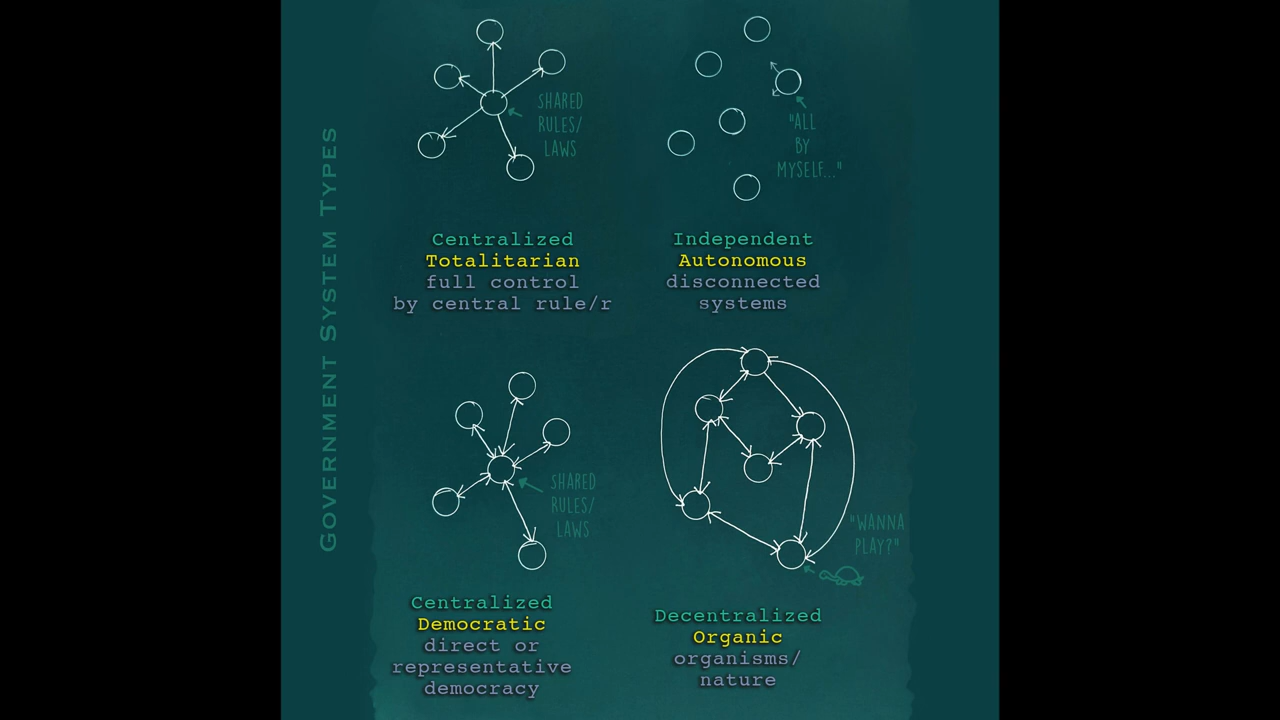 GOVERNMENT SYSTEM TYPES
SHARED
RULES/
LAWS
Centralized
Totalitarian
full control
by central rule/r
"ALL
BY
MYSELF..."
Independent
Autonomous
disconnected
systems
SHARED
RULES/
LAWS
Centralized
Democratic
direct or
representative
democracy
"WANNA
PLAY?"
Decentralized
Organic
organisms/
nature